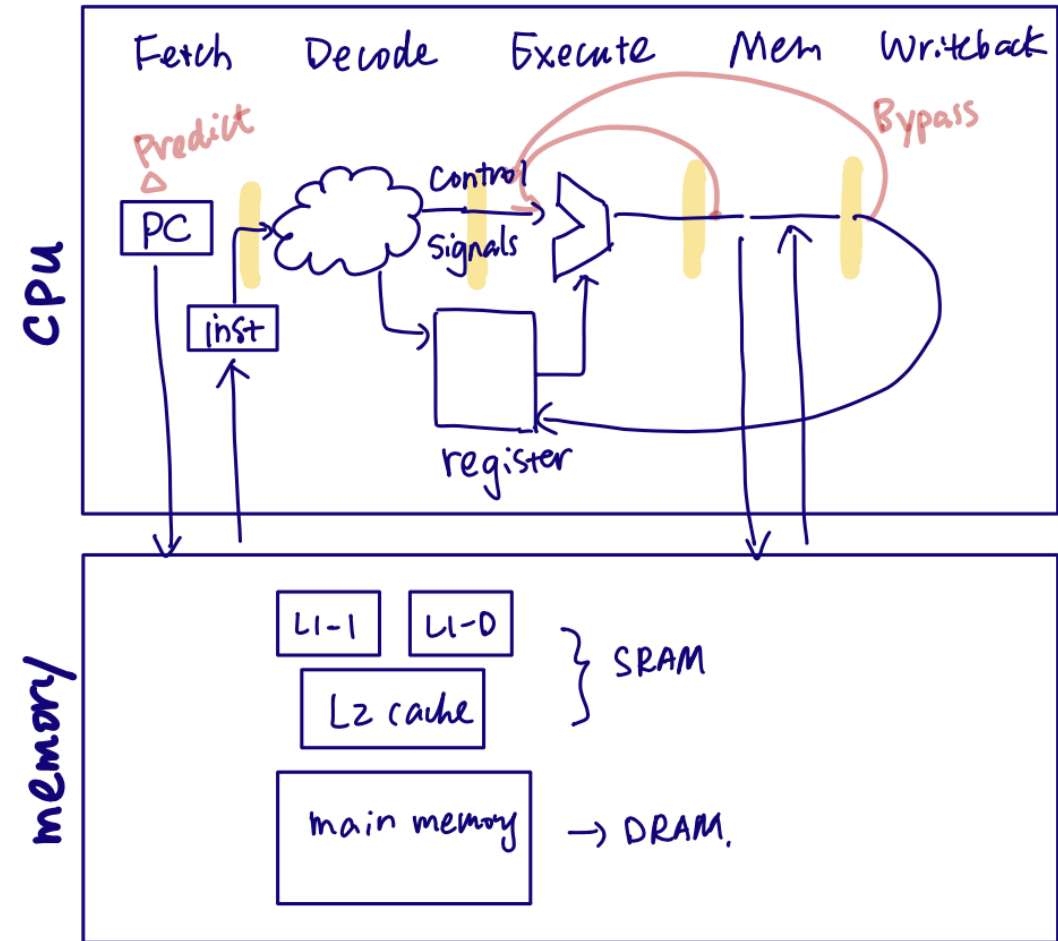 Fetch Decode Execute Mem Writeback
Predict
Bypass
PC
Control
Signals
inst
register
CPU
L1-1 L1-D
L2 cache
SRAM
main memory → DRAM.
memory